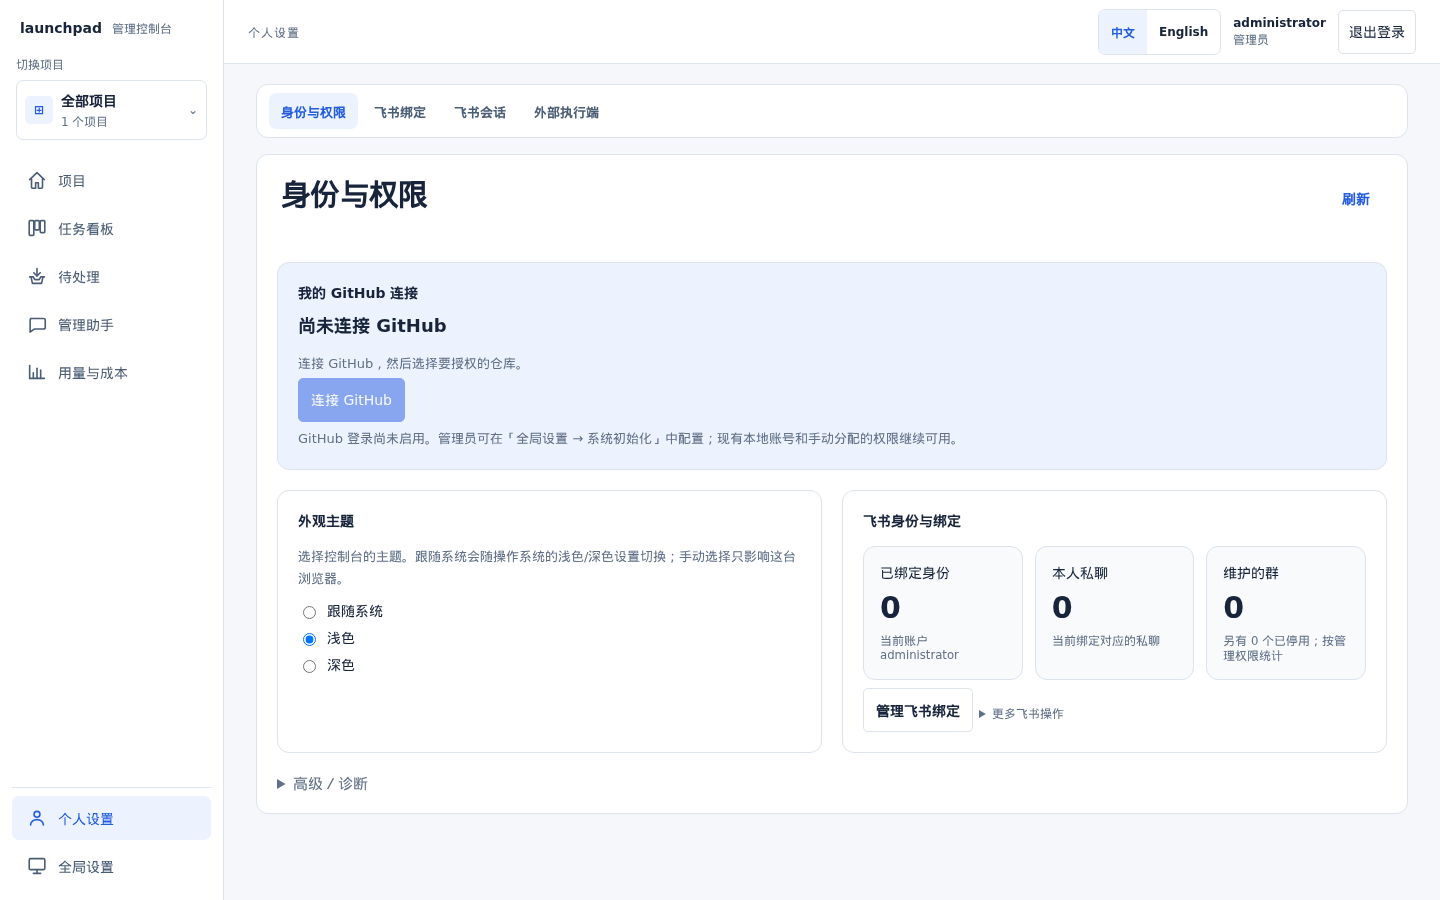 launchpad 管理控制台
切换项目
全部项目
1 个项目
项目
任务看板
待处理
管理助手
用量与成本
个人设置
全局设置
个人设置
中文 English
administrator
管理员
退出登录
身份与权限 飞书绑定 飞书会话 外部执行端
身份与权限
刷新
我的 GitHub 连接
尚未连接 GitHub
连接 GitHub，然后选择要授权的仓库。
连接 GitHub
GitHub 登录尚未启用。管理员可在「全局设置 → 系统初始化」中配置；现有本地账号和手动分配的权限继续可用。
外观主题
选择控制台的主题。跟随系统会随操作系统的浅色/深色设置切换；手动选择只影响这台
浏览器。
跟随系统
浅色
深色
飞书身份与绑定
已绑定身份
0
当前账户
administrator
本人私聊
0
当前绑定对应的私聊
维护的群
0
另有 0 个已停用；按管
理权限统计
管理飞书绑定
更多飞书操作
高级 / 诊断